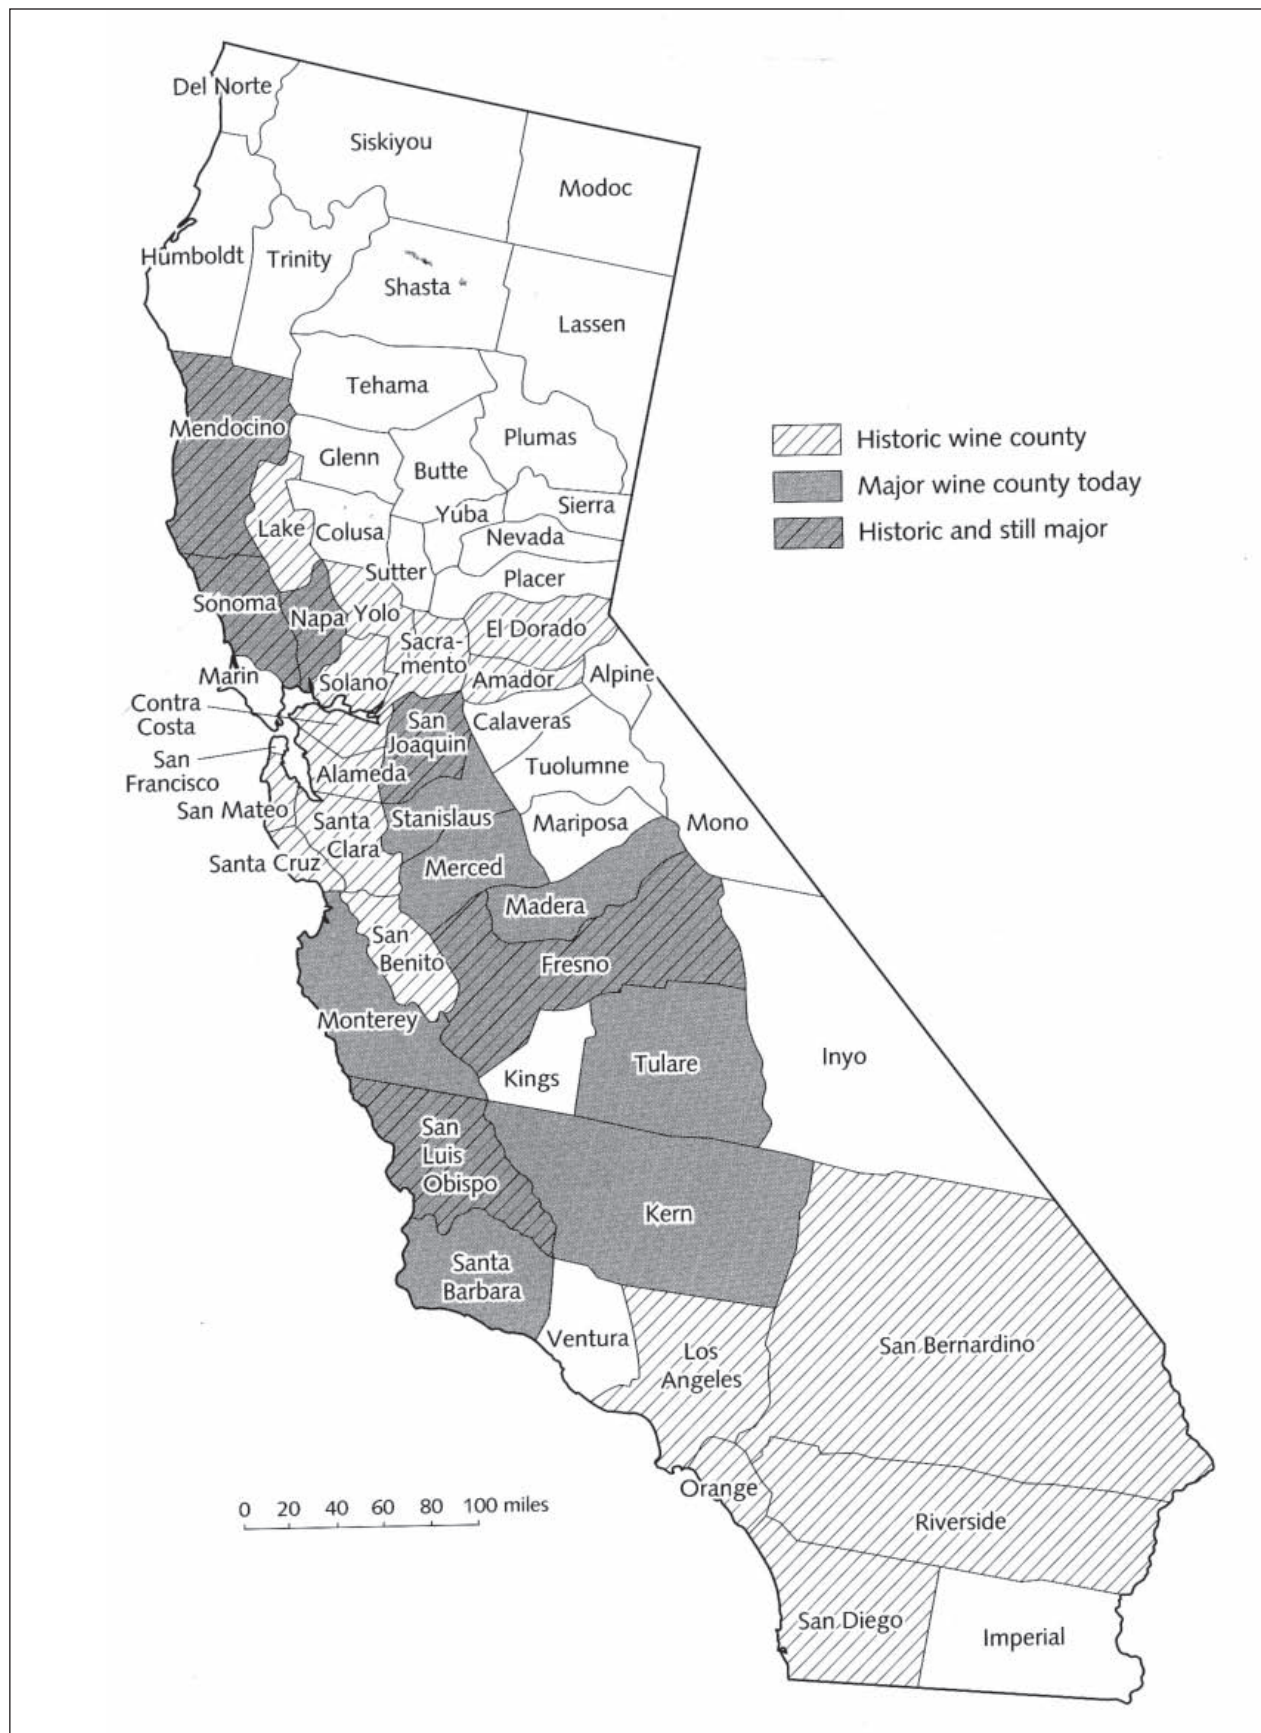 Del Norte
Siskiyou
Modoc
Humboldt
Trinity
Shasta
Lassen
Tehama
Mendocino
Plumas
Glenn
Butte
Historic wine county
Major wine county today
Historic and still major
Lake
Colusa
Yuba
Sierra
Nevada
Sutter
Placer
Sonoma
Napa
Yolo
El Dorado
Sacra-
mento
Marin
Solano
Amador
Alpine
Contra
Costa
San
Joaquin
Calaveras
San
Francisco
Alameda
Tuolumne
San Mateo
Santa
Clara
Stanislaus
Mariposa
Mono
Santa Cruz
Merced
Madera
San
Benito
Fresno
Monterey
Inyo
Kings
Tulare
San
Luis
Obispo
Kern
Santa
Barbara
Ventura
Los
Angeles
San Bernardino
Orange
0 20 40 60 80 100 miles
Riverside
San Diego
Imperial